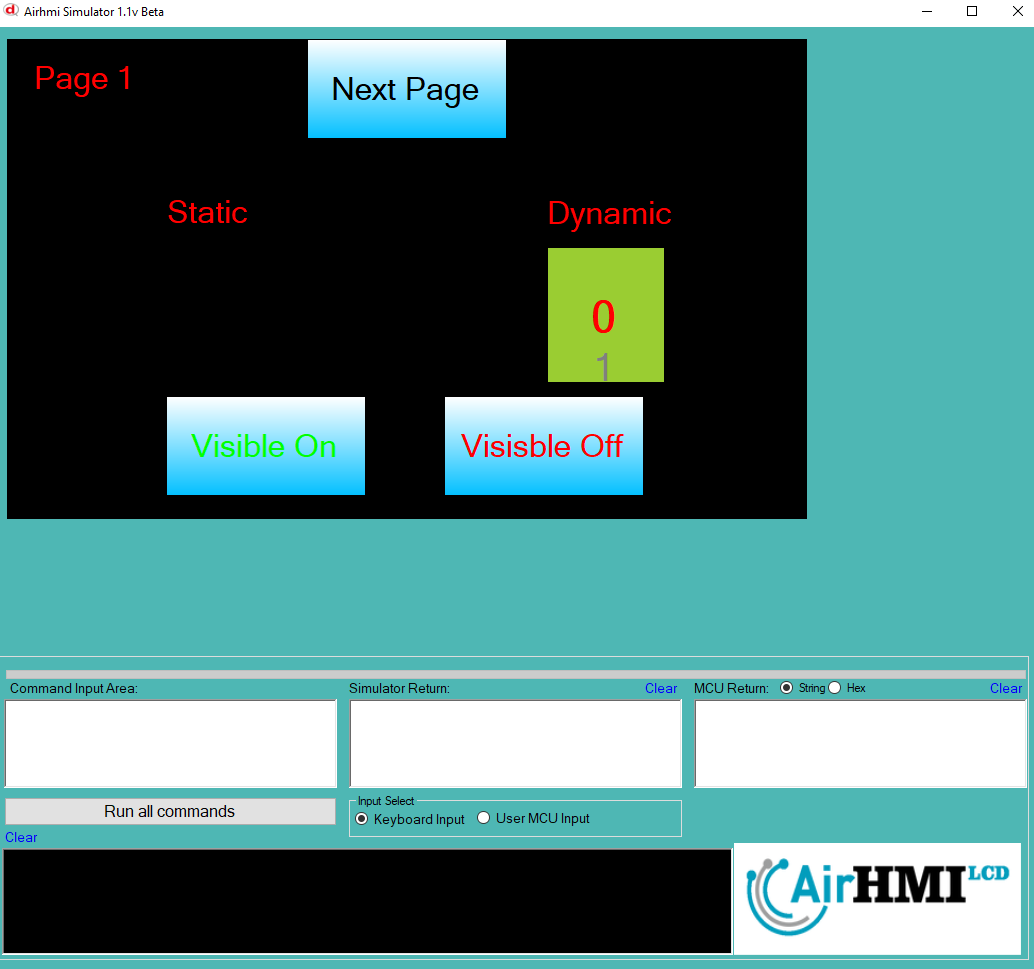 Airhmi Simulator 1.1v Beta
Page 1
Next Page
Static
Dynamic
0
1
Visible On
Visisble Off
Command Input Area:
Simulator Return:
Clear
MCU Return:
String
Hex
Clear
Run all commands
Input Select
Keyboard Input
User MCU Input
Clear
AirHMI LCD